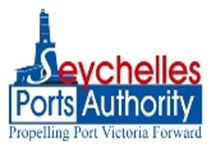 Seychelles
Ports Authority
Propelling Port Victoria Forward